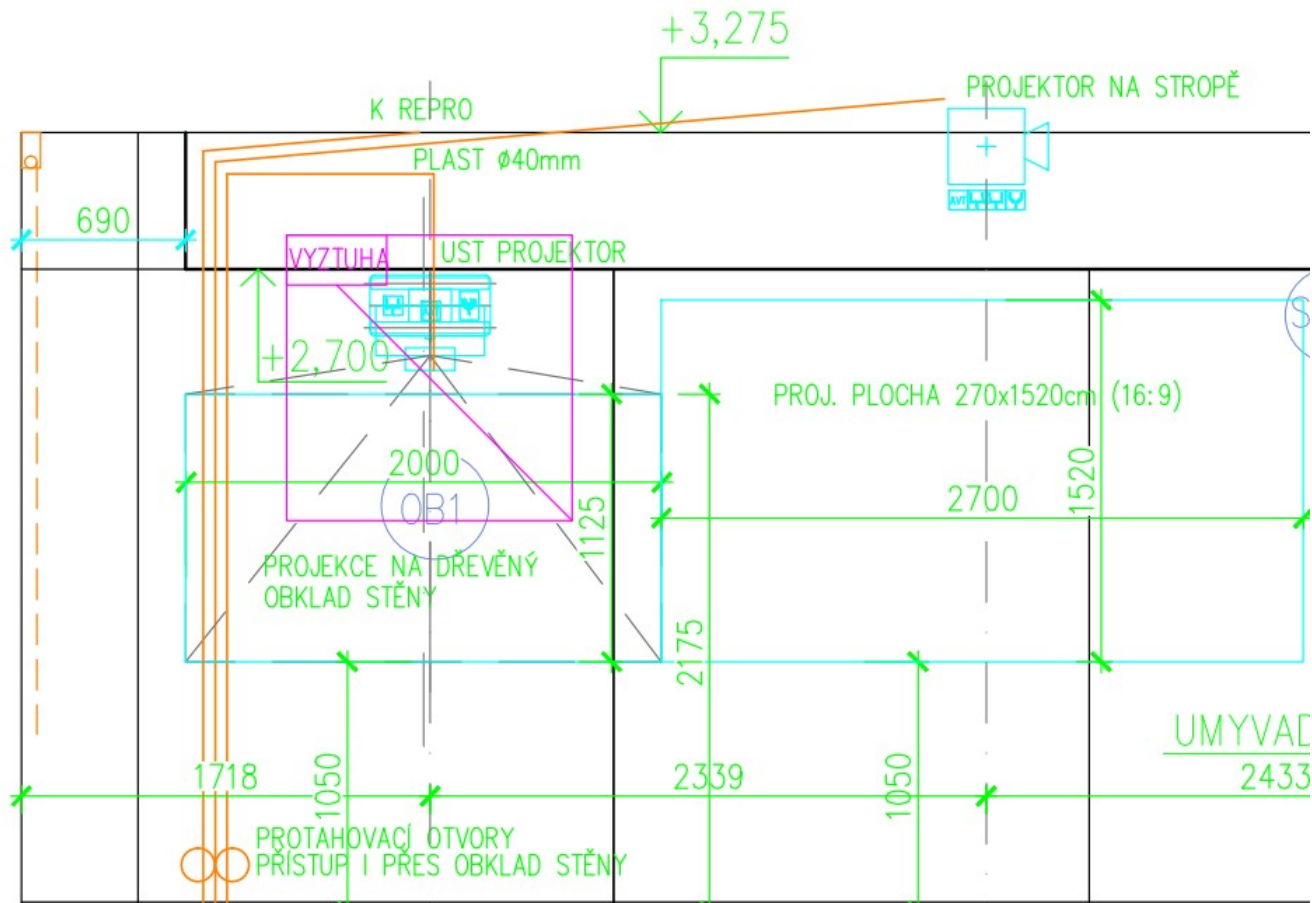 +3,275
PROJEKTOR NA STROPĚ
K REPRO
PLAST ø40mm
AVT
690
VYZTUHA
UST PROJEKTOR
+2,700
PROJ. PLOCHA 270x1520cm (16:9)
2000
OB1
1125
2700
1520
PROJEKCE NA DŘEVĚNÝ
OBKLAD STĚNY
2175
UMYVAD
1718
1050
2339
1050
2433
PROTAHOVACÍ OTVORY
PŘÍSTUP I PŘES OBKLAD STĚNY